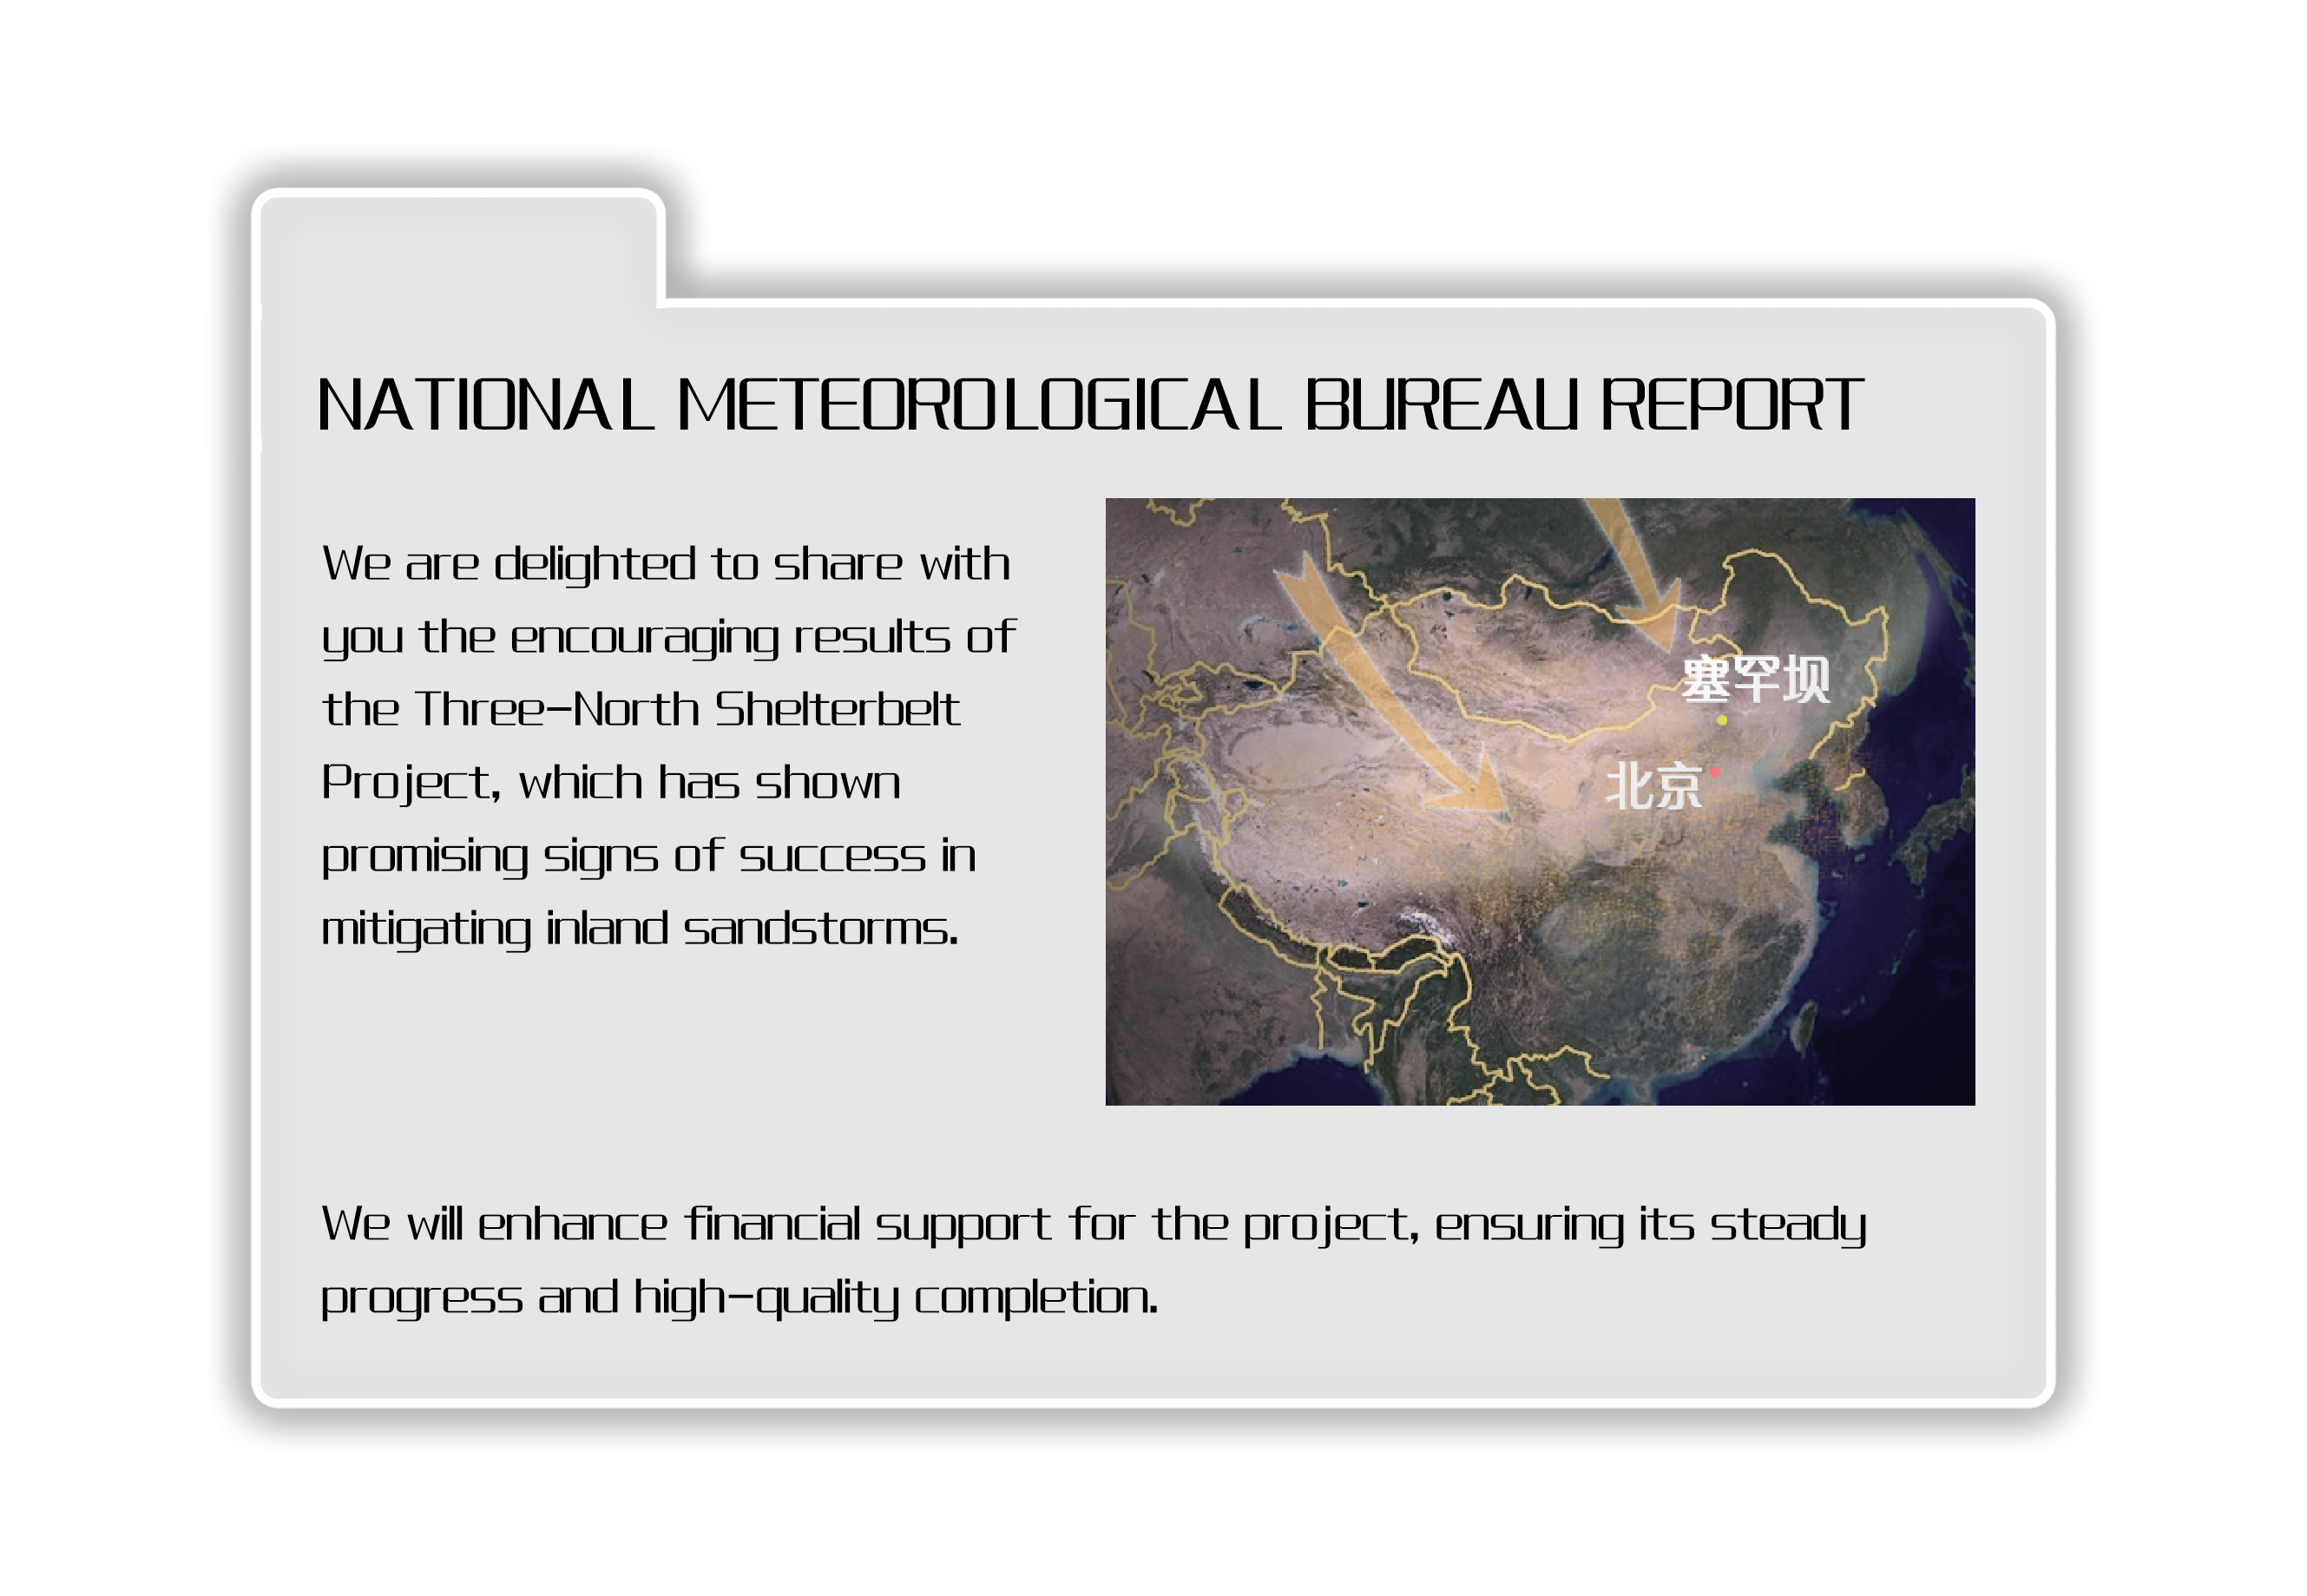 NATIONAL METEOROLOGICAL BUREAU REPORT
We are delighted to share with
you the encouraging results of
the Three-North Shelterbelt
Project, which has shown
promising signs of success in
mitigating inland sandstorms.
塞罕坝
北京
We will enhance financial support for the project, ensuring its steady
progress and high-quality completion.